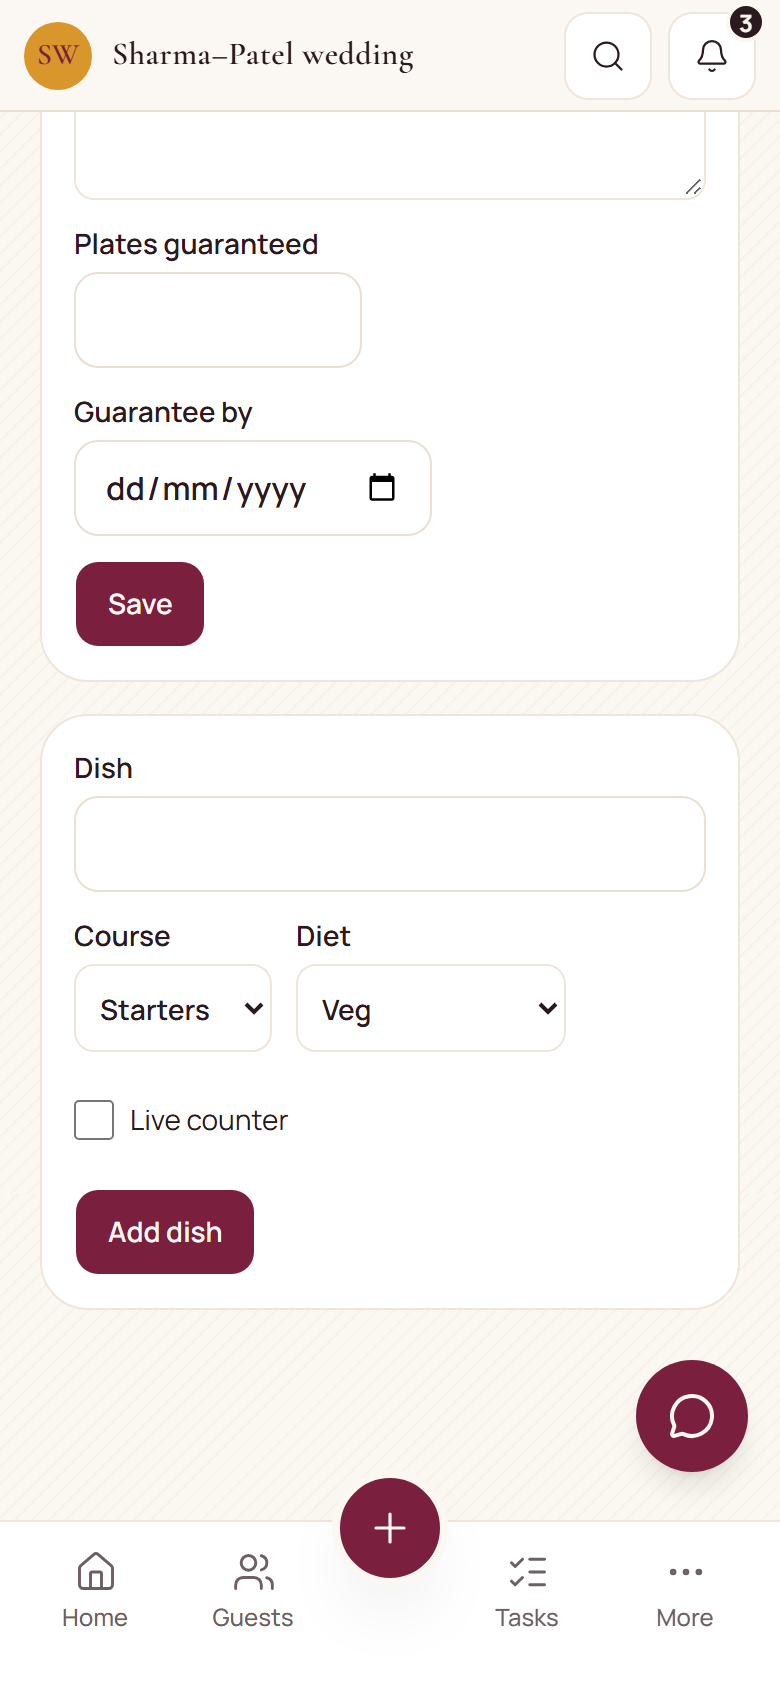 SW
Sharma–Patel wedding
3
Plates guaranteed
Guarantee by
dd/mm/yyyy
Save
Dish
Course
Diet
Starters
Veg
Live counter
Add dish
Home
Guests
Tasks
More